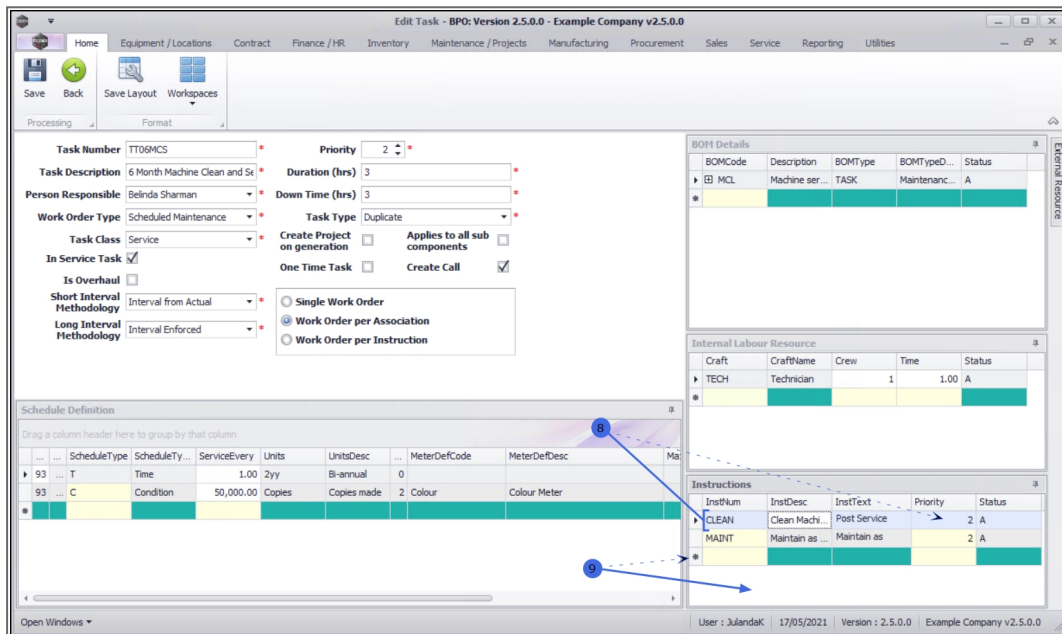 Edit Task - BPO: Version 2.5.0.0 - Example Company v2.5.0.0
Home Equipment / Locations Contract Finance / HR Inventory Maintenance / Projects Manufacturing Procurement Sales Service Reporting Utilities
Save Back Save Layout Workspaces
Processing Format
Task Number TT06MCS * Priority 2 *
Task Description 6 Month Machine Clean and Se * Duration (hrs) 3 *
Person Responsible Belinda Sharman * Down Time (hrs) 3 *
Work Order Type Scheduled Maintenance * Task Type Duplicate *
Task Class Service * Create Project on generation Applies to all sub components
In Service Task One Time Task Create Call
Is Overhaul
Short Interval Methodology Interval from Actual *
Long Interval Methodology Interval Enforced *
Single Work Order
Work Order per Association
Work Order per Instruction
BOM Details
BOMCode Description BOMType BOMTypeD... Status
MCL Machine ser... TASK Maintenanc... A
External Resource
Internal Labour Resource
Craft CraftName Crew Time Status
TECH Technician 1 1.00 A
Schedule Definition
Drag a column header here to group by that column
... ... ScheduleType ScheduleTy... ServiceEvery Units UnitsDesc ... MeterDefCode MeterDefDesc
93 ... T Time 1.00 2yy Bi-annual 0
93 ... C Condition 50,000.00 Copies Copies made 2 Colour Colour Meter
8
Instructions
InstNum InstDesc InstText Priority Status
CLEAN Clean Machi... Post Service 2 A
MAINT Maintain as ... Maintain as 2 A
9
Open Windows User : JulandaK 17/05/2021 Version : 2.5.0.0 Example Company v2.5.0.0